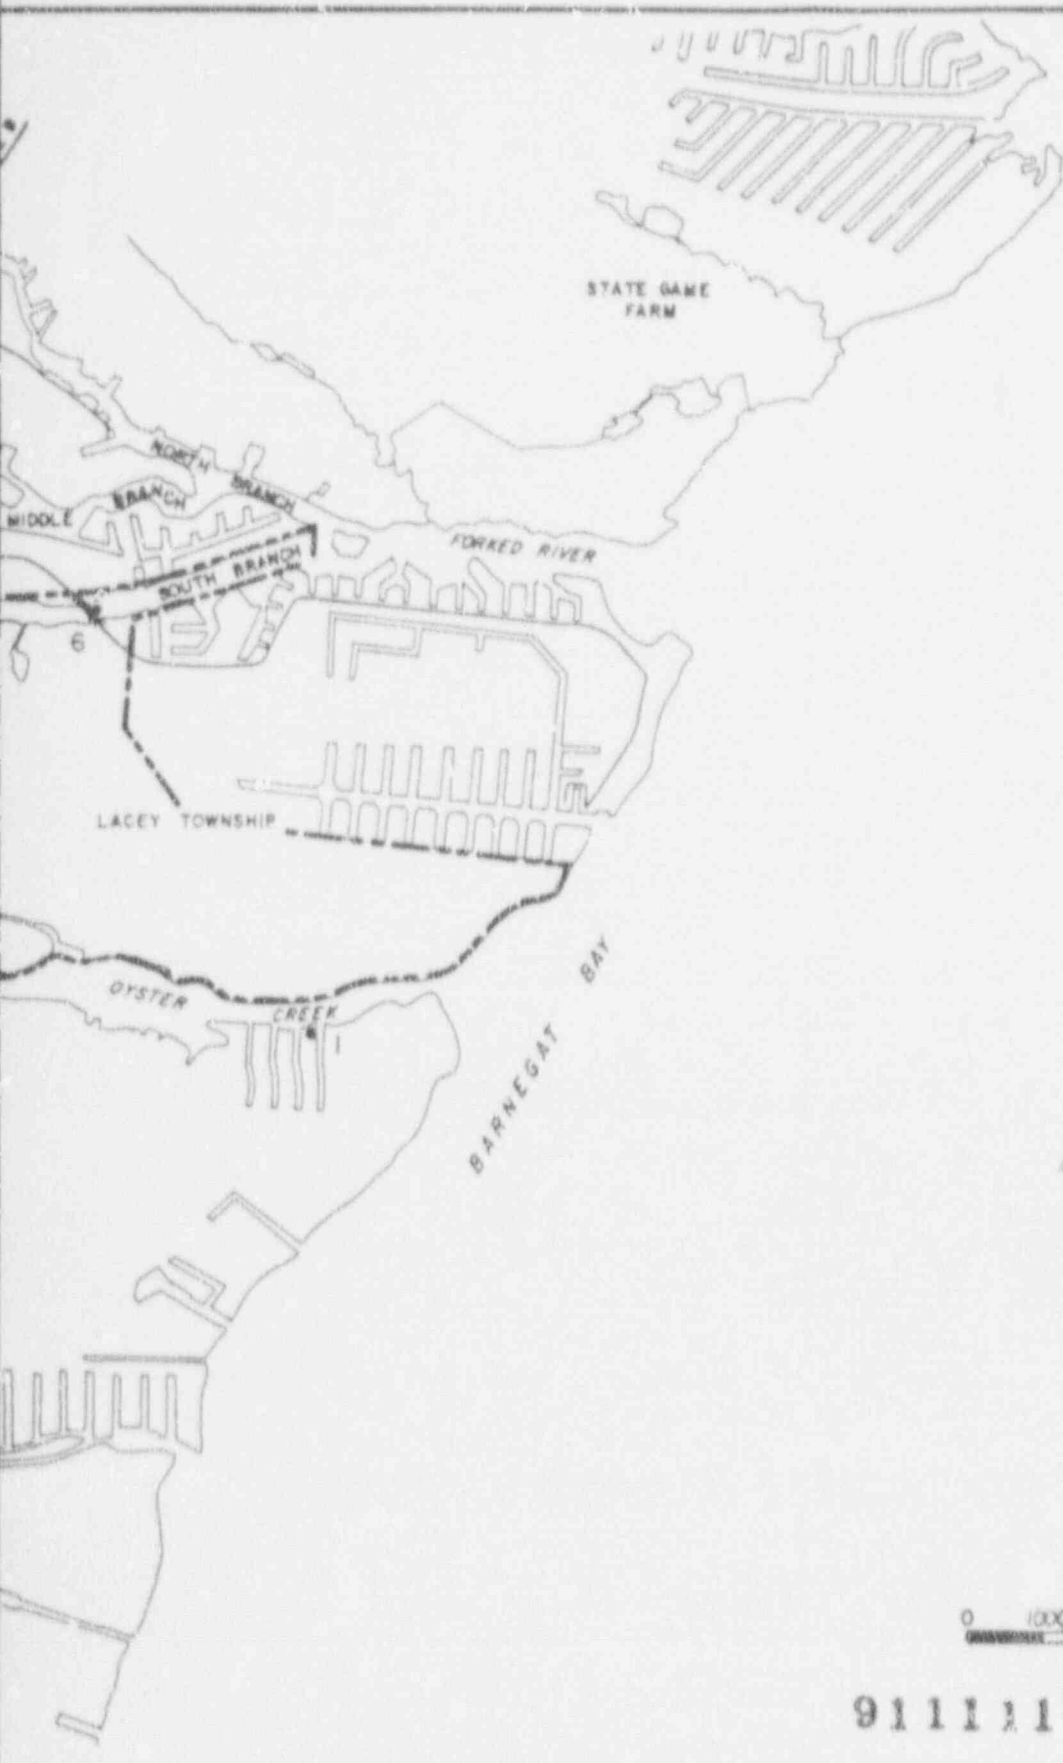 STATE GAME
FARM
NORTH
BRANCH
MIDDLE BRANCH
FORKED RIVER
SOUTH BRANCH
6
LACEY TOWNSHIP
BARNEGAT BAY
OYSTER CREEK
1
0 1000